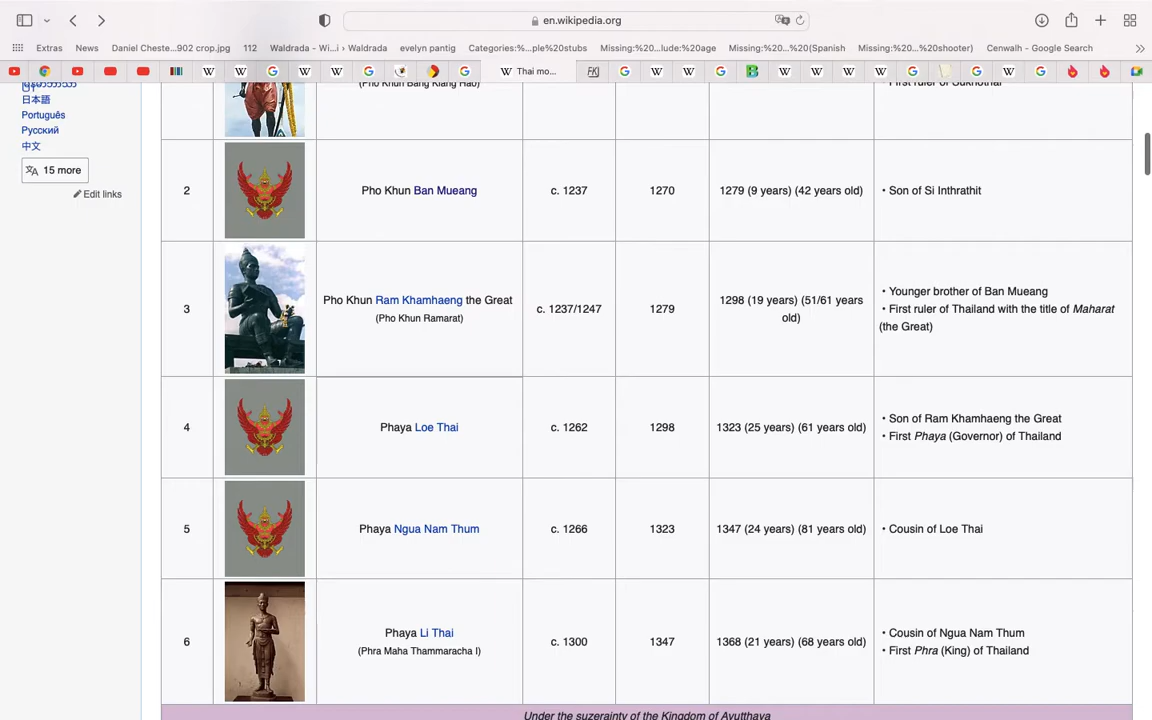 en.wikipedia.org
Extras
News
Daniel Cheste...902 crop.jpg
112
Waldrada - Wi...i › Waldrada
evelyn pantig
Categories:%...ple%20stubs
Missing:%20...lude:%20age
Missing:%20...%20(Spanish
Missing:%20...%20shooter)
Cenwalh - Google Search
Thai mo...
日本語
Português
Русский
中文
15 more
Edit links
(Pho Khun Bang Klang Hao)
• First ruler of Sukhothai
2
Pho Khun Ban Mueang
c. 1237
1270
1279 (9 years) (42 years old)
• Son of Si Inthrathit
3
Pho Khun Ram Khamhaeng the Great
(Pho Khun Ramarat)
c. 1237/1247
1279
1298 (19 years) (51/61 years
old)
• Younger brother of Ban Mueang
• First ruler of Thailand with the title of Maharat
(the Great)
4
Phaya Loe Thai
c. 1262
1298
1323 (25 years) (61 years old)
• Son of Ram Khamhaeng the Great
• First Phaya (Governor) of Thailand
5
Phaya Ngua Nam Thum
c. 1266
1323
1347 (24 years) (81 years old)
• Cousin of Loe Thai
6
Phaya Li Thai
(Phra Maha Thammaracha I)
c. 1300
1347
1368 (21 years) (68 years old)
• Cousin of Ngua Nam Thum
• First Phra (King) of Thailand
Under the suzerainty of the Kingdom of Ayutthaya